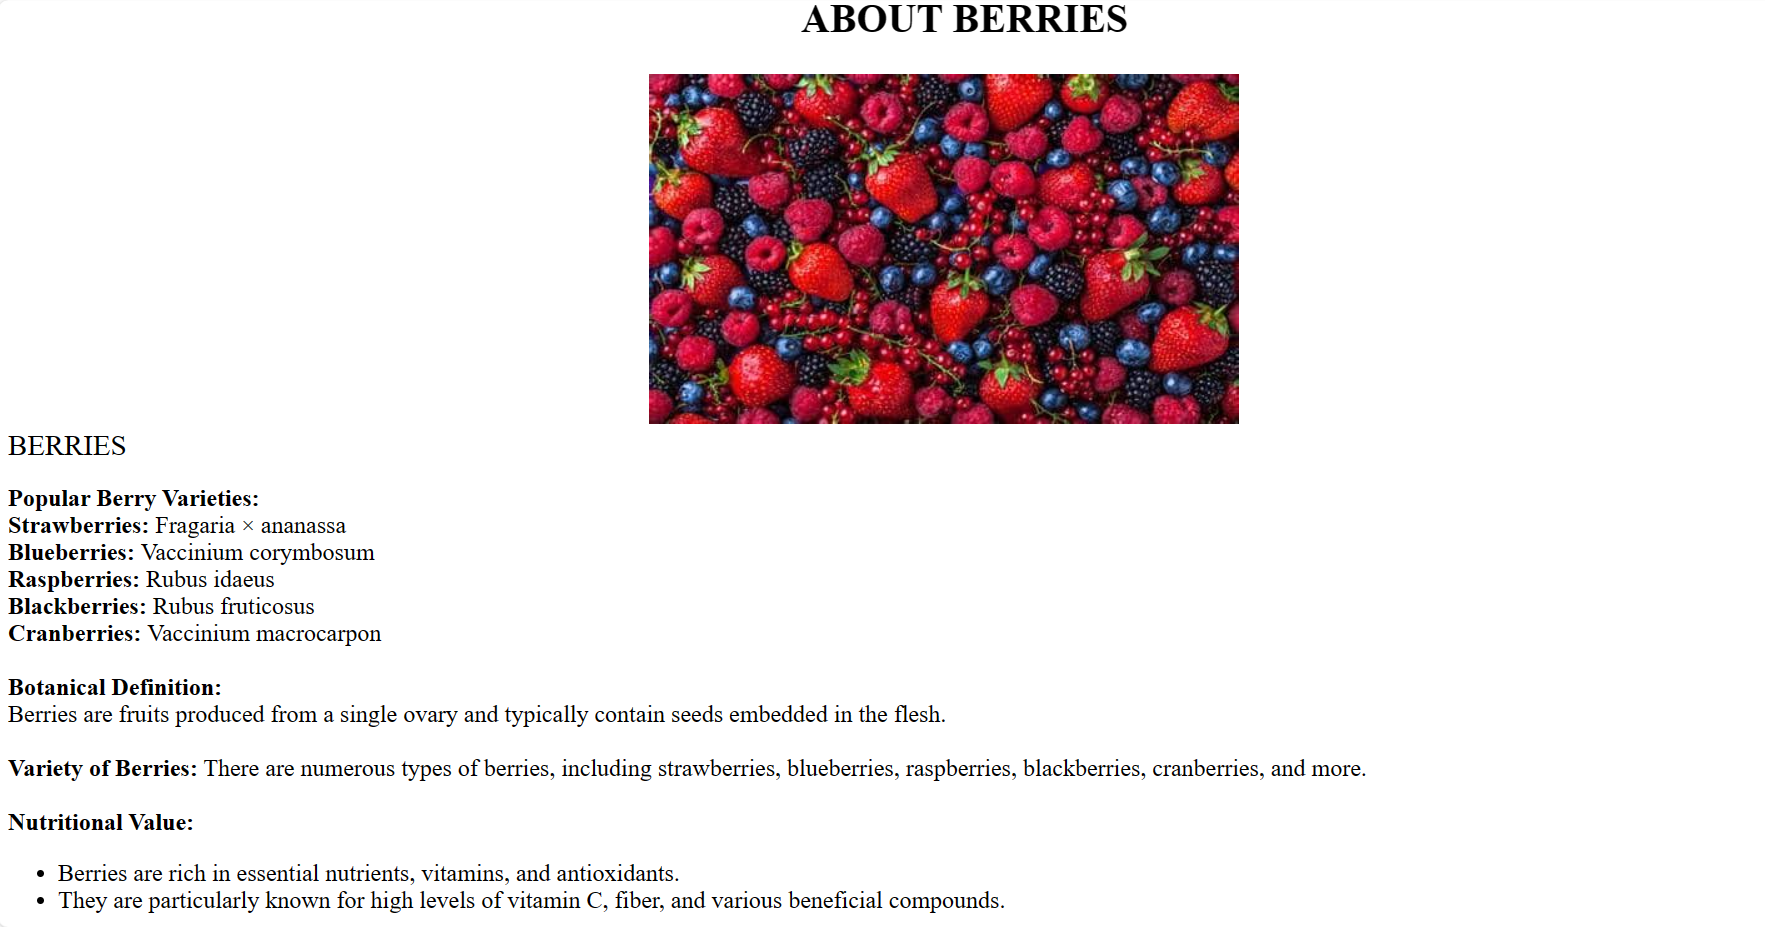 ABOUT BERRIES
BERRIES
Popular Berry Varieties:
Strawberries: Fragaria × ananassa
Blueberries: Vaccinium corymbosum
Raspberries: Rubus idaeus
Blackberries: Rubus fruticosus
Cranberries: Vaccinium macrocarpon
Botanical Definition:
Berries are fruits produced from a single ovary and typically contain seeds embedded in the flesh.
Variety of Berries: There are numerous types of berries, including strawberries, blueberries, raspberries, blackberries, cranberries, and more.
Nutritional Value:
• Berries are rich in essential nutrients, vitamins, and antioxidants.
• They are particularly known for high levels of vitamin C, fiber, and various beneficial compounds.